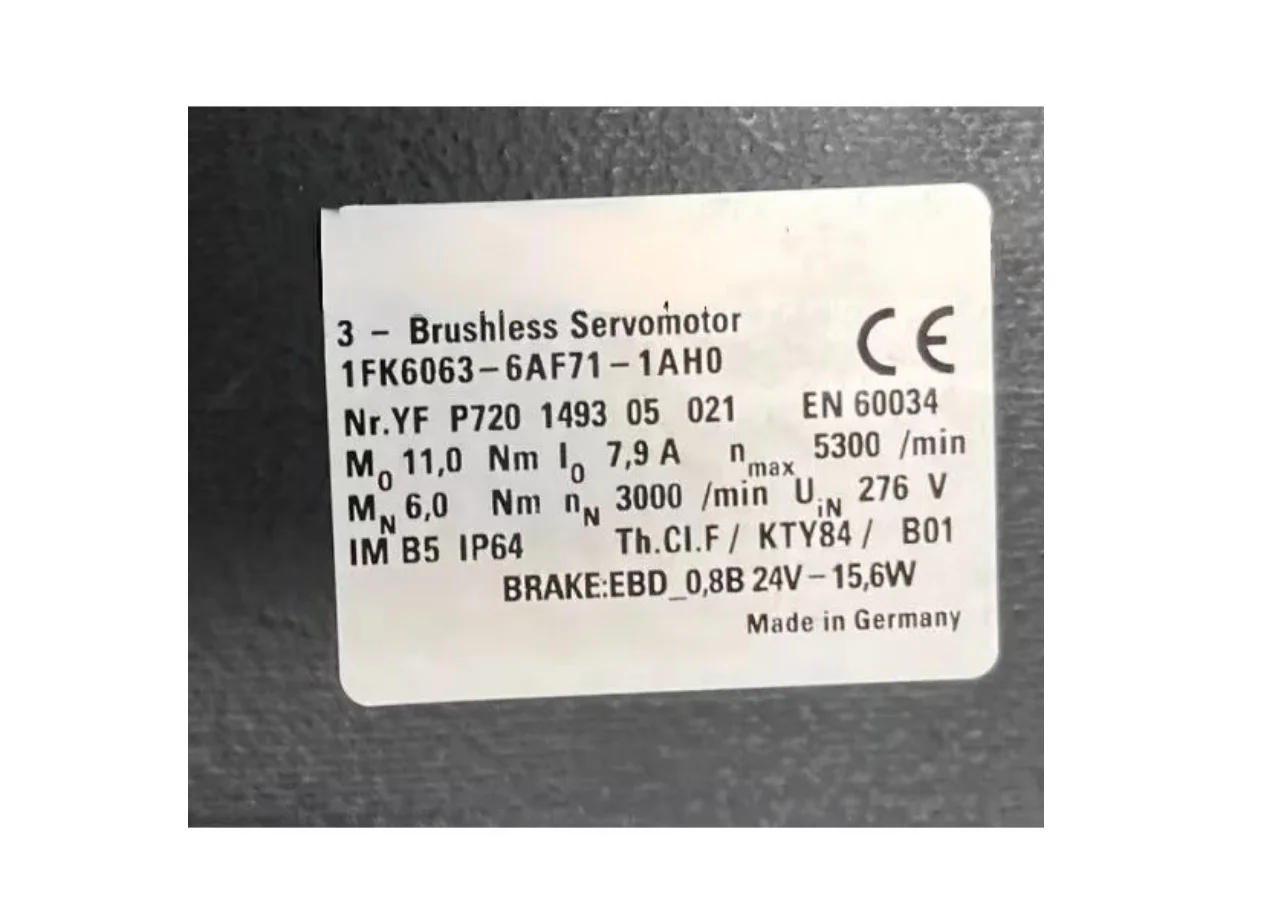 3 - Brushless Servomotor
CE
1FK6063-6AF71-1AH0
Nr.YF P720 1493 05 021 EN 60034
M0 11,0 Nm I0 7,9 A nmax 5300 /min
MN 6,0 Nm nN 3000 /min UiN 276 V
IM B5 IP64 Th.Cl.F / KTY84 / B01
BRAKE:EBD_0,8B 24V-15,6W
Made in Germany